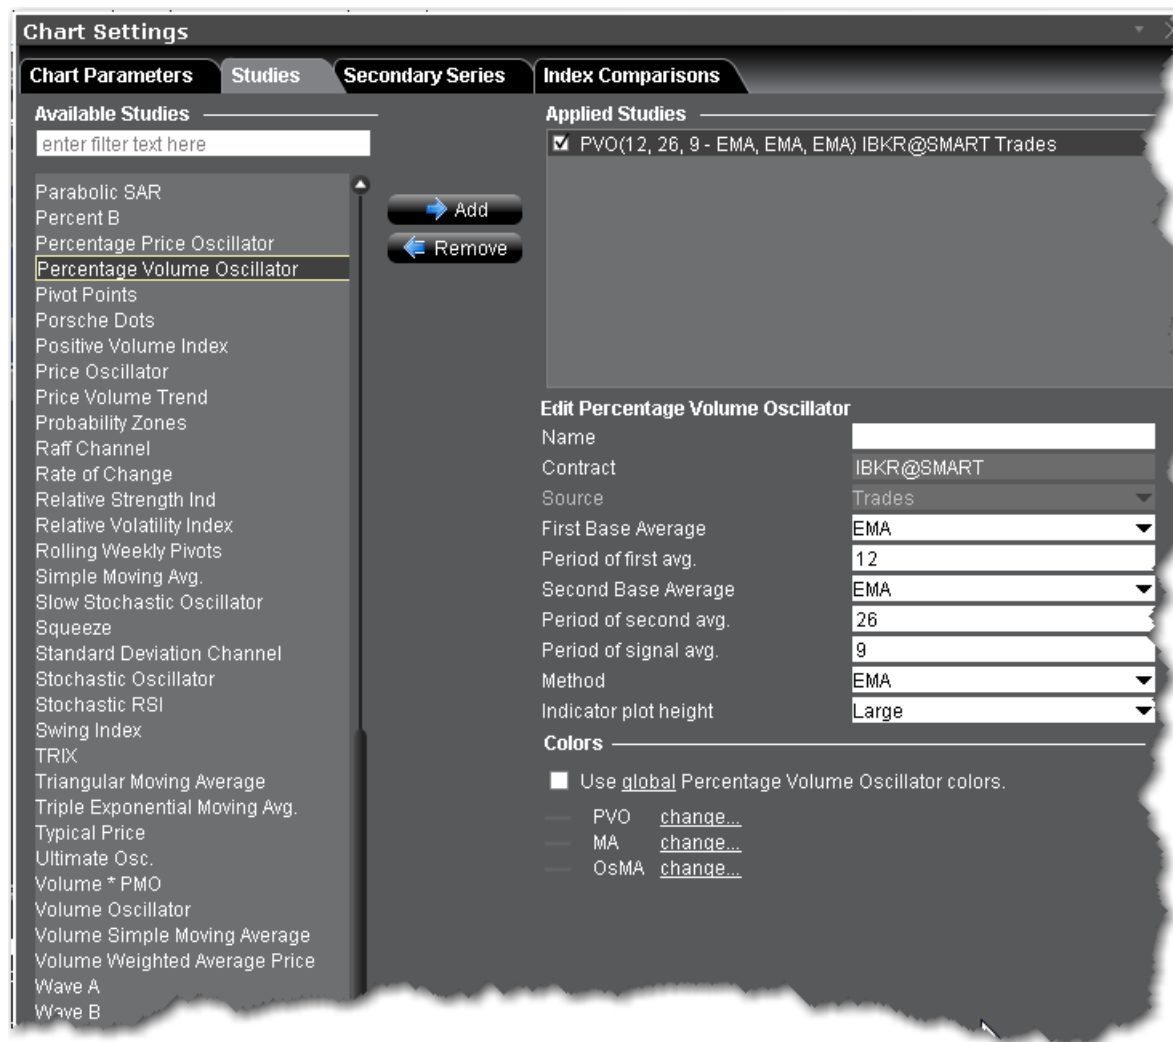 Chart Settings
Chart Parameters
Studies
Secondary Series
Index Comparisons
Available Studies
enter filter text here
Parabolic SAR
Percent B
Percentage Price Oscillator
Percentage Volume Oscillator
Pivot Points
Porsche Dots
Positive Volume Index
Price Oscillator
Price Volume Trend
Probability Zones
Raff Channel
Rate of Change
Relative Strength Ind
Relative Volatility Index
Rolling Weekly Pivots
Simple Moving Avg.
Slow Stochastic Oscillator
Squeeze
Standard Deviation Channel
Stochastic Oscillator
Stochastic RSI
Swing Index
TRIX
Triangular Moving Average
Triple Exponential Moving Avg.
Typical Price
Ultimate Osc.
Volume * PMO
Volume Oscillator
Volume Simple Moving Average
Volume Weighted Average Price
Wave A
Wave B
Add
Remove
Applied Studies
PVO(12, 26, 9 - EMA, EMA, EMA) IBKR@SMART Trades
Edit Percentage Volume Oscillator
Name
Contract IBKR@SMART
Source Trades
First Base Average EMA
Period of first avg. 12
Second Base Average EMA
Period of second avg. 26
Period of signal avg. 9
Method EMA
Indicator plot height Large
Colors
Use global Percentage Volume Oscillator colors.
PVO change...
MA change...
OsMA change...